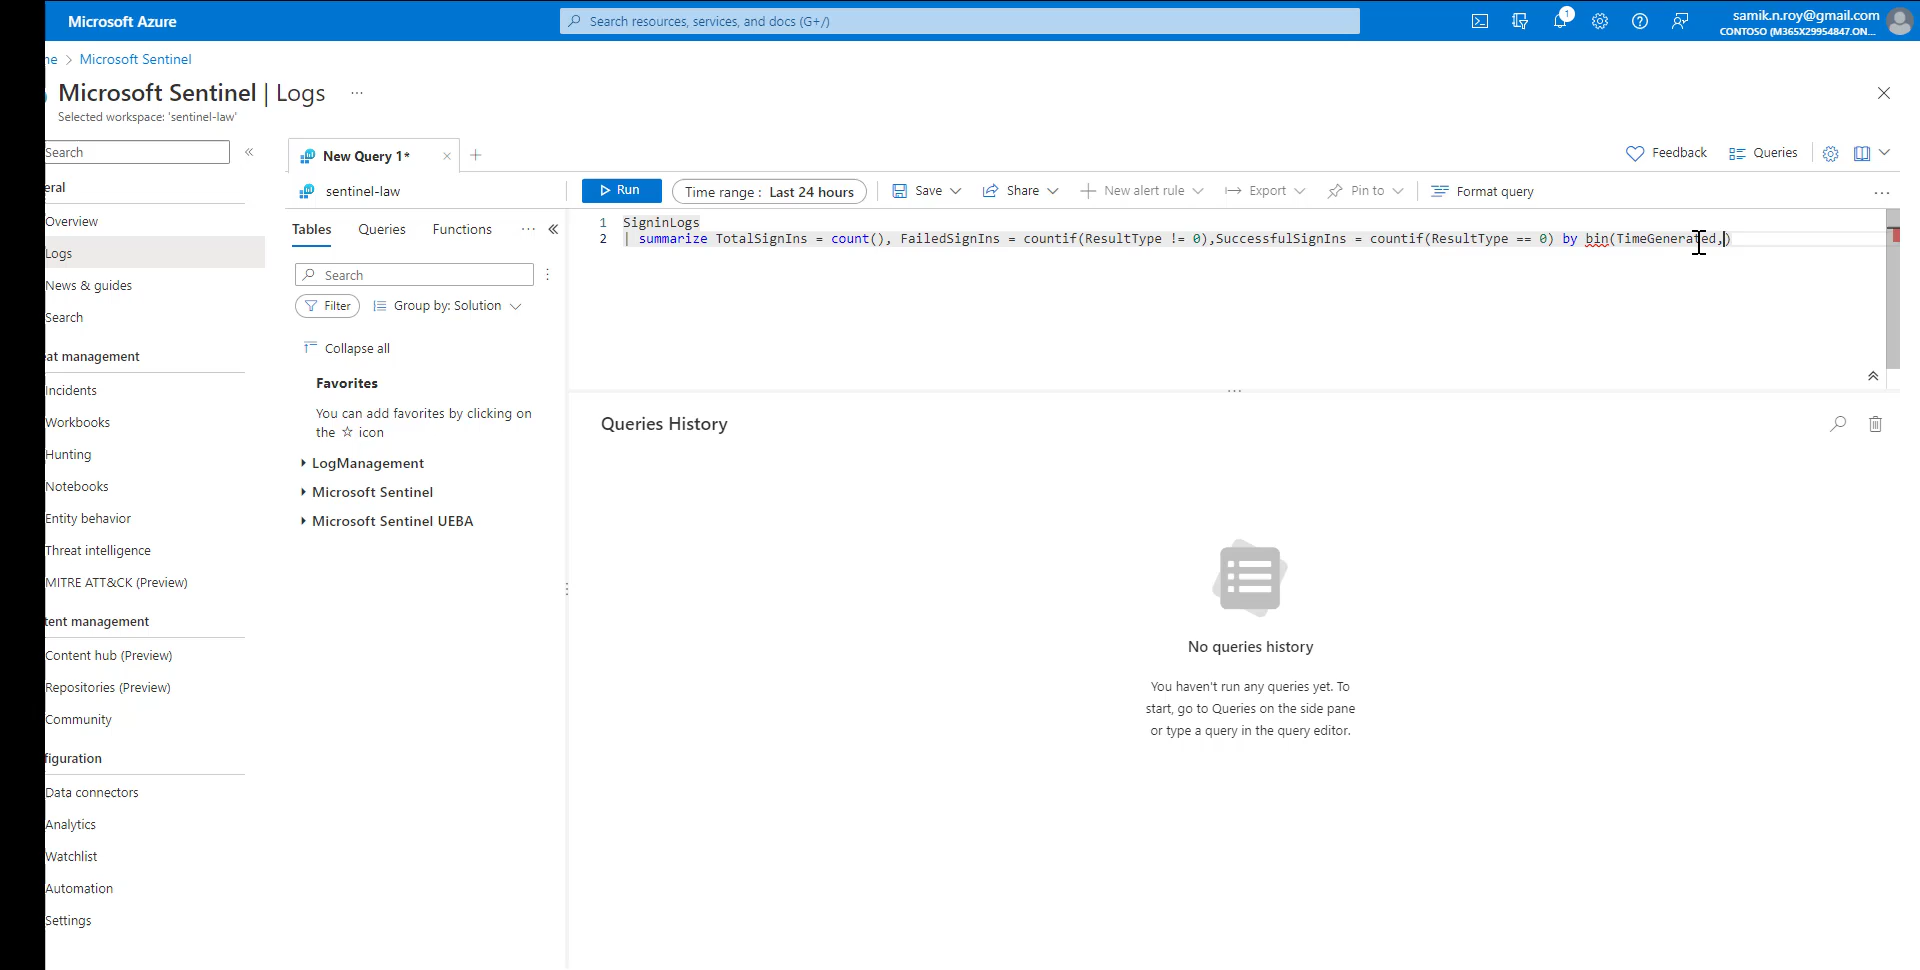 Microsoft Azure
Search resources, services, and docs (G+/)
1
samik.n.roy@gmail.com
CONTOSO (M365X29954847.ON...
me > Microsoft Sentinel
Microsoft Sentinel | Logs ...
Selected workspace: 'sentinel-law'
Search
«
eral
Overview
Logs
News & guides
Search
eat management
Incidents
Workbooks
Hunting
Notebooks
Entity behavior
Threat intelligence
MITRE ATT&CK (Preview)
tent management
Content hub (Preview)
Repositories (Preview)
Community
figuration
Data connectors
Analytics
Watchlist
Automation
Settings
New Query 1*
Feedback
Queries
sentinel-law
Run
Time range : Last 24 hours
Save
Share
New alert rule
Export
Pin to
Format query
...
Tables
Queries
Functions
... «
Search
Filter
Group by: Solution
Collapse all
Favorites
You can add favorites by clicking on
the ☆ icon
LogManagement
Microsoft Sentinel
Microsoft Sentinel UEBA
1 SigninLogs
2 | summarize TotalSignIns = count(), FailedSignIns = countif(ResultType != 0),SuccessfulSignIns = countif(ResultType == 0) by bin(TimeGenerated,)
...
Queries History
No queries history
You haven't run any queries yet. To
start, go to Queries on the side pane
or type a query in the query editor.